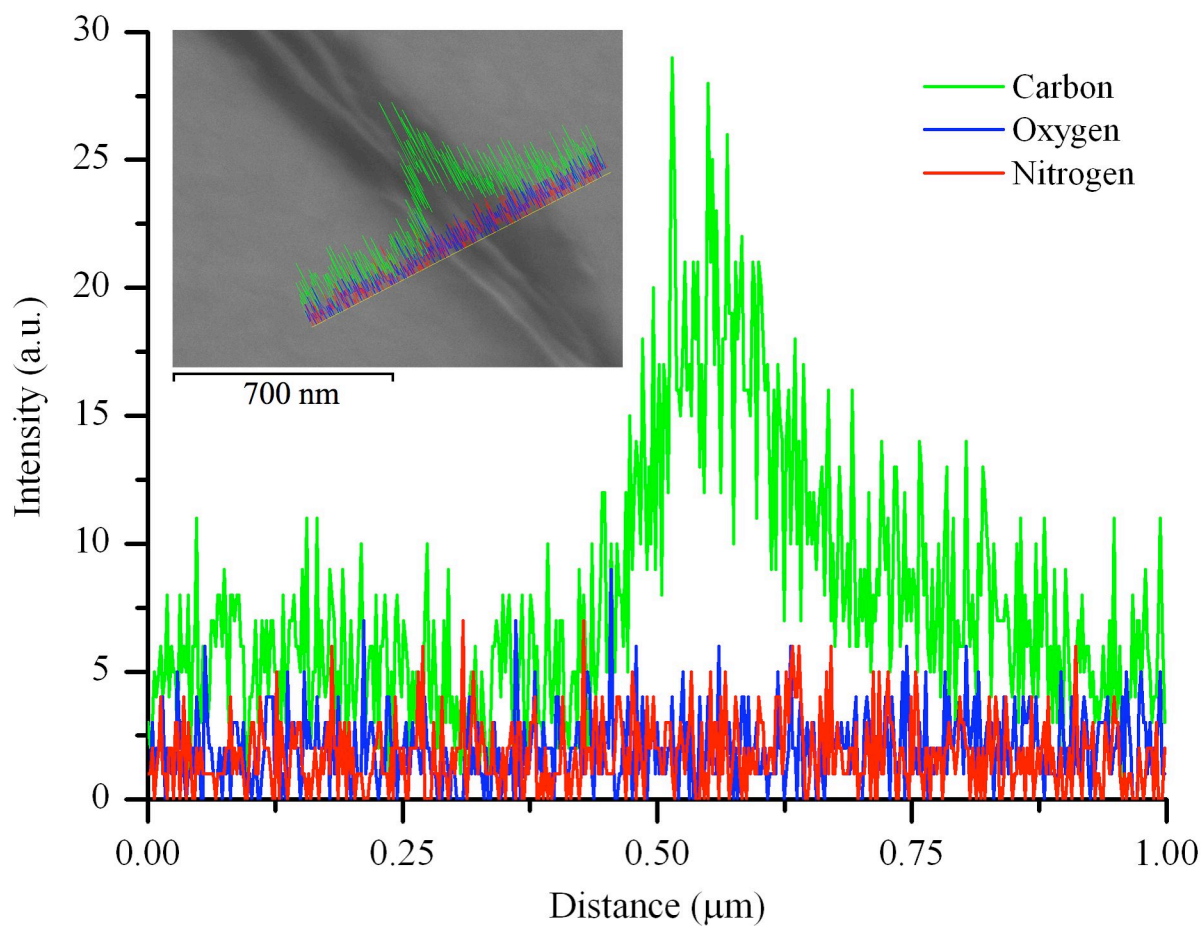 30
25
20
15
10
5
0
Intensity (a.u.)
700 nm
Carbon
Oxygen
Nitrogen
0.00 0.25 0.50 0.75 1.00
Distance (μm)